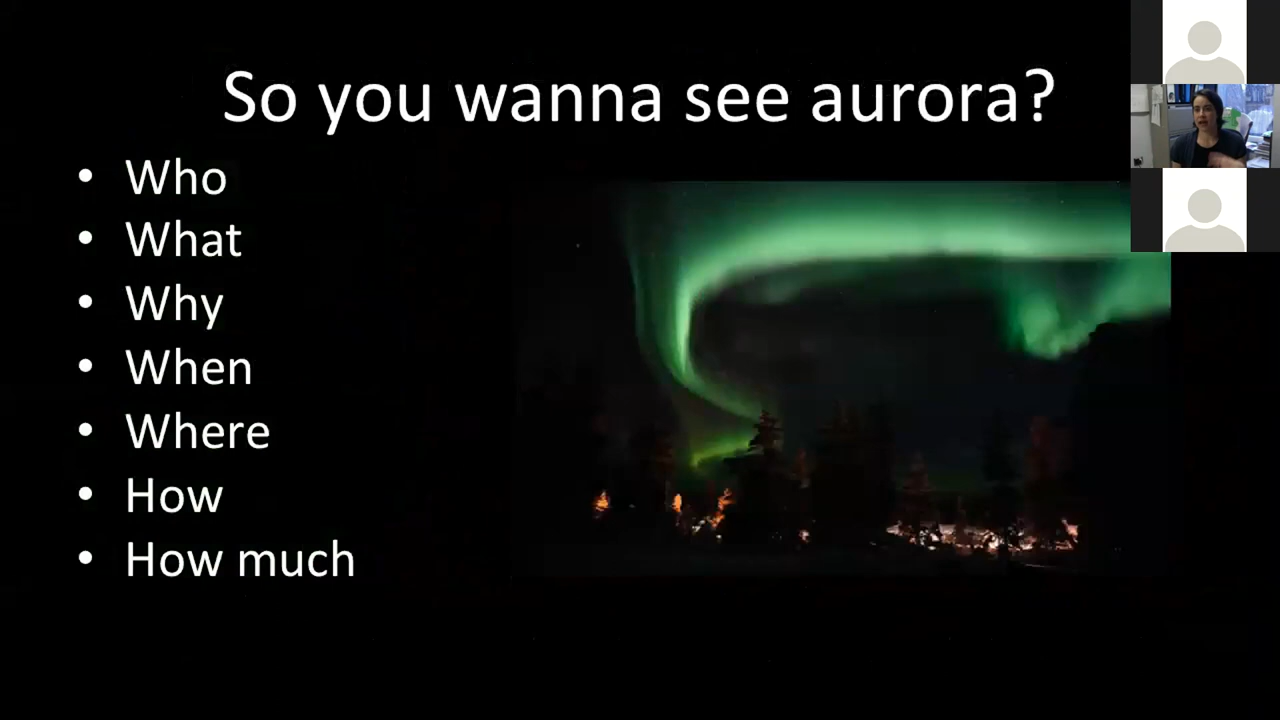 So you wanna see aurora?
• Who
• What
• Why
• When
• Where
• How
• How much